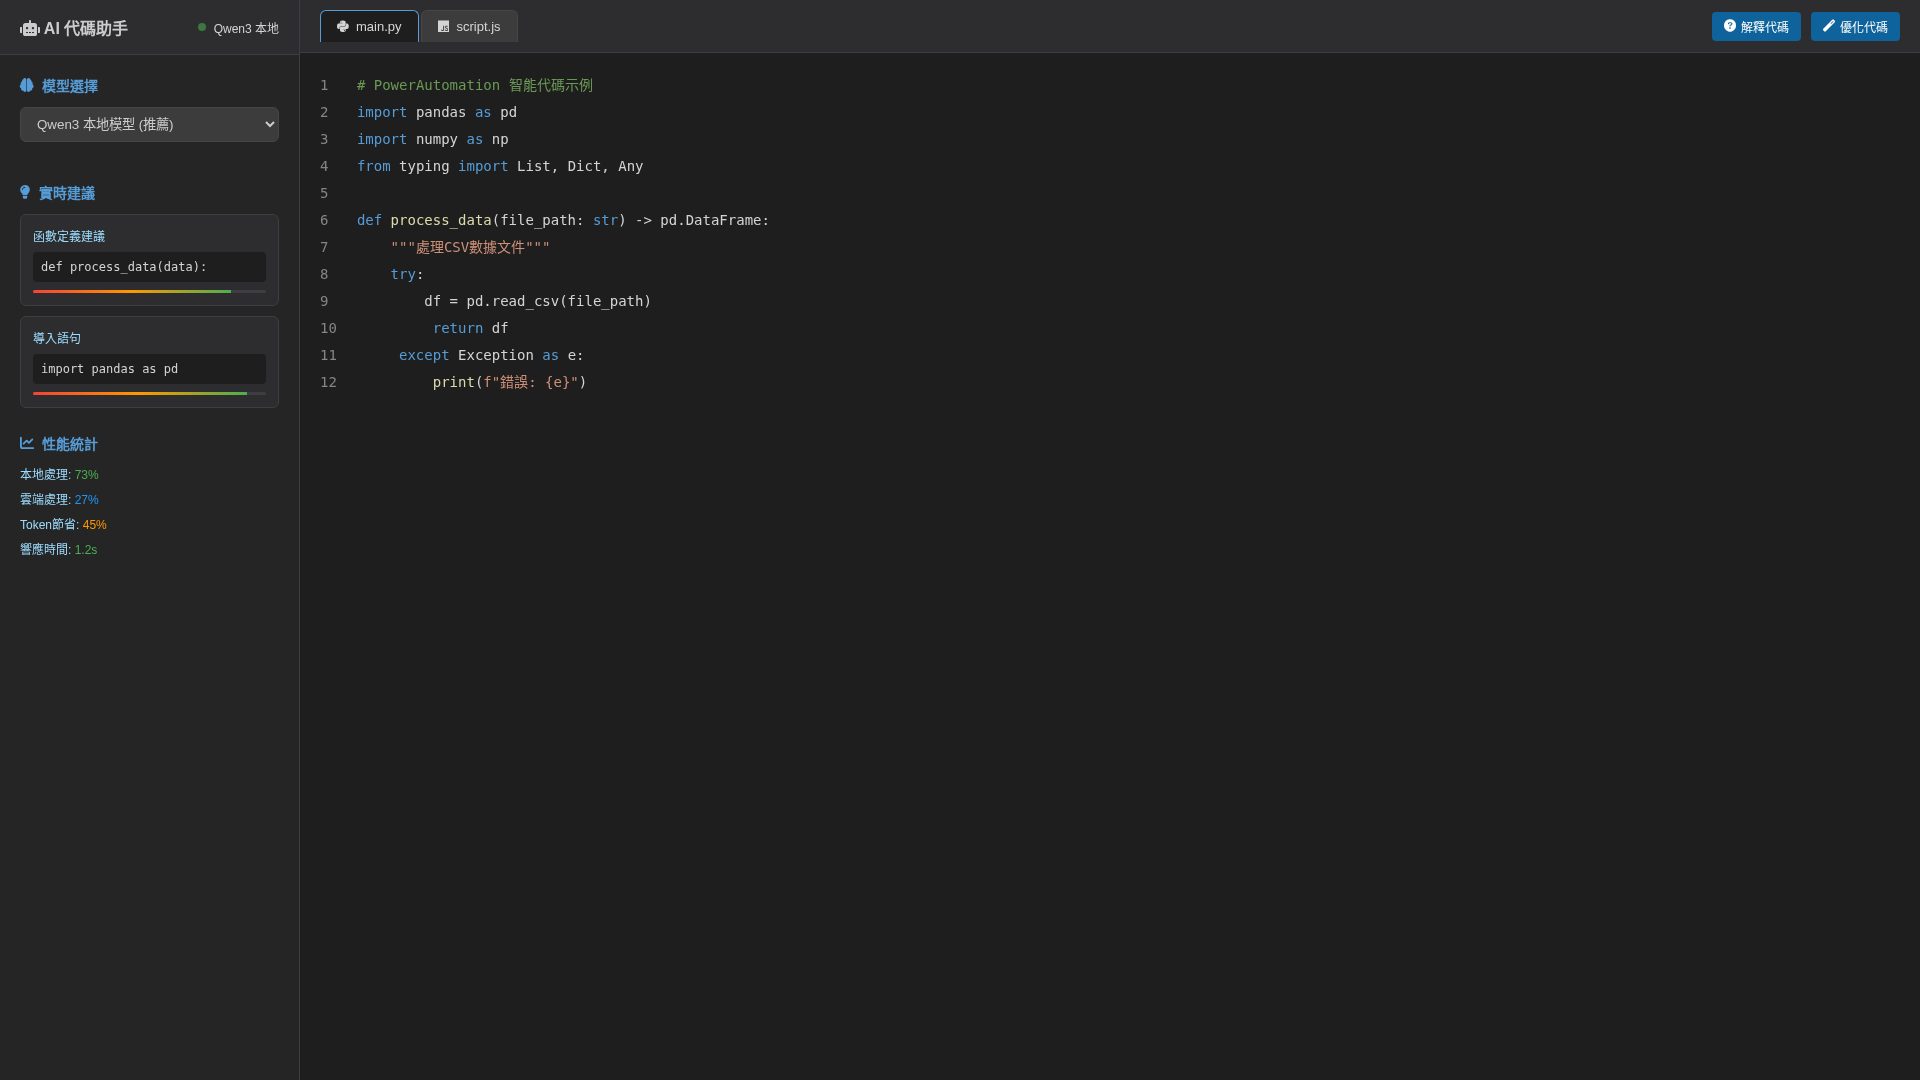 AI 代碼助手
Qwen3 本地
模型選擇
Qwen3 本地模型 (推薦)
實時建議
函數定義建議
def process_data(data):
導入語句
import pandas as pd
性能統計
本地處理: 73%
雲端處理: 27%
Token節省: 45%
響應時間: 1.2s
main.py
script.js
解釋代碼
優化代碼
1 # PowerAutomation 智能代碼示例
2 import pandas as pd
3 import numpy as np
4 from typing import List, Dict, Any
5
6 def process_data(file_path: str) -> pd.DataFrame:
7     """處理CSV數據文件"""
8     try:
9         df = pd.read_csv(file_path)
10         return df
11     except Exception as e:
12         print(f"錯誤: {e}")